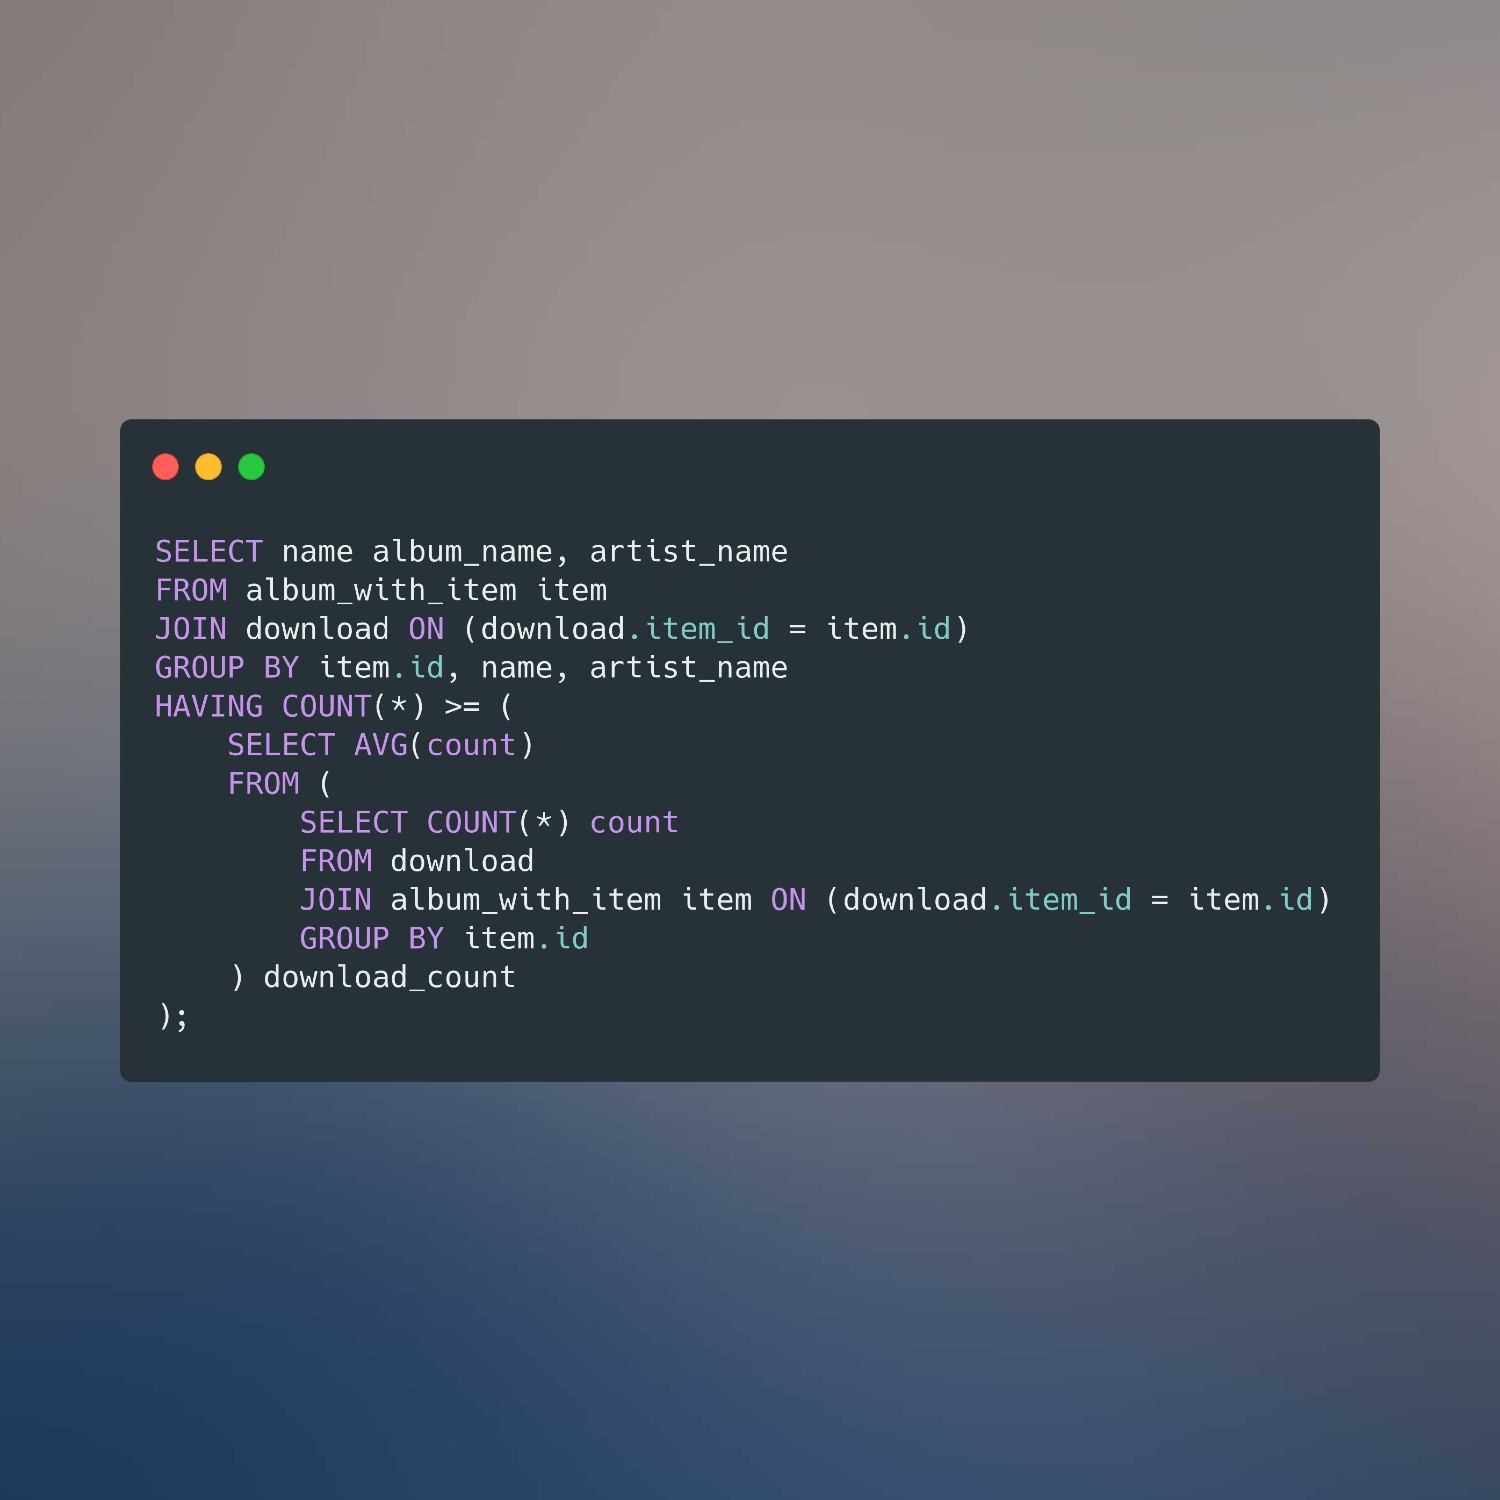 SELECT name album_name, artist_name
FROM album_with_item item
JOIN download ON (download.item_id = item.id)
GROUP BY item.id, name, artist_name
HAVING COUNT(*) >= (
    SELECT AVG(count)
    FROM (
        SELECT COUNT(*) count
        FROM download
        JOIN album_with_item item ON (download.item_id = item.id)
        GROUP BY item.id
    ) download_count
);